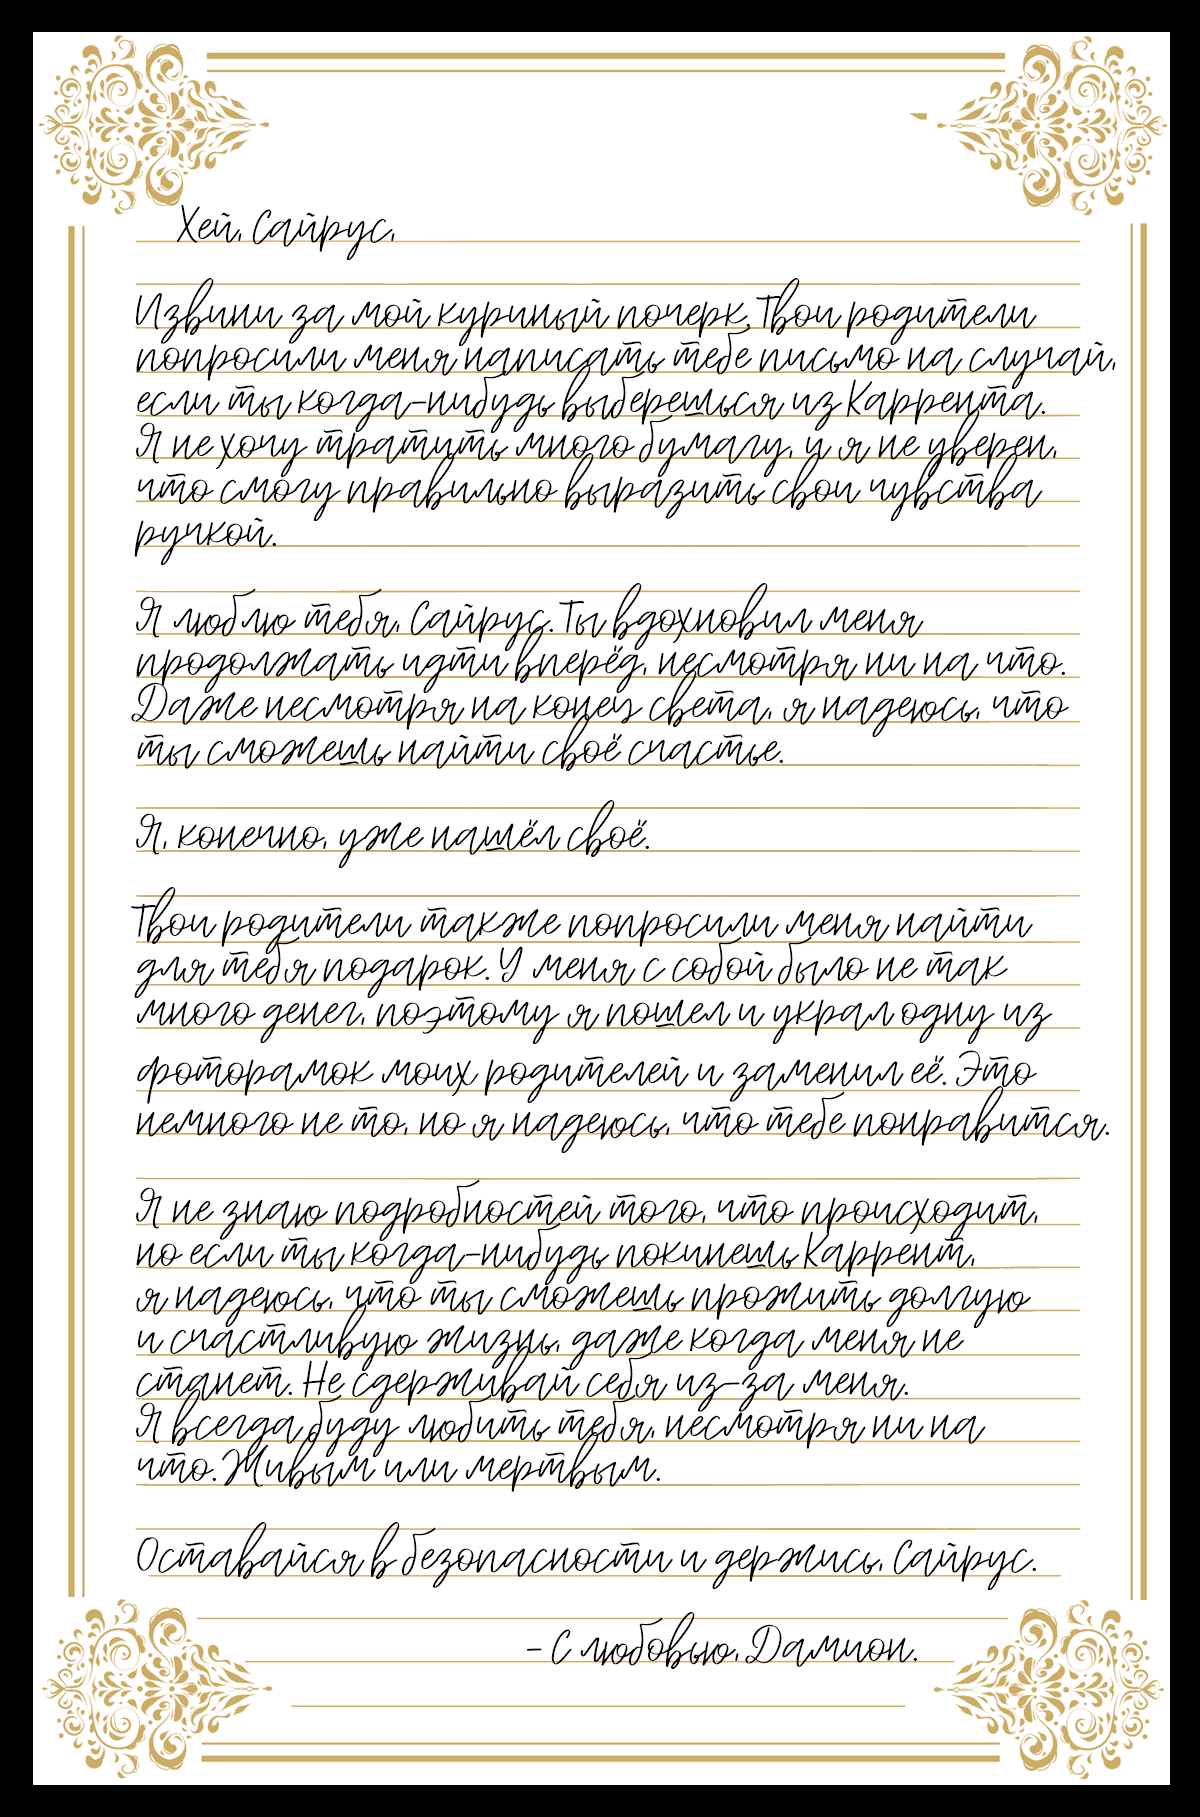 Хей, Сайрус,
Извини за мой куриный почерк. Твои родители
попросили меня написать тебе письмо на случай,
если ты когда-нибудь выберешься из Каррента.
Я не хочу тратуть много бумагу, и я не уверен,
что смогу правильно выразить свои чувства
ручкой.
Я люблю тебя, Сайрус. Ты вдохновил меня
продолжать идти вперёд, несмотря ни на что.
Даже несмотря на конец света, я надеюсь, что
ты сможешь найти своё счастье.
Я, конечно, уже нашёл своё.
Твои родители также попросили меня найти
для тебя подарок. У меня с собой было не так
много денег, поэтому я пошел и украл одну из
фоторамок моих родителей и заменил её. Это
немного не то, но я надеюсь, что тебе понравится.
Я не знаю подробностей того, что происходит,
но если ты когда-нибудь покинешь Каррент,
я надеюсь, что ты сможешь прожить долгую
и счастливую жизнь, даже когда меня не
станет. Не сдерживай себя из-за меня.
Я всегда буду любить тебя, несмотря ни на
что. Живым или мертвым.
Оставайся в безопасности и держись, Сайрус.
- С любовью, Дамион.